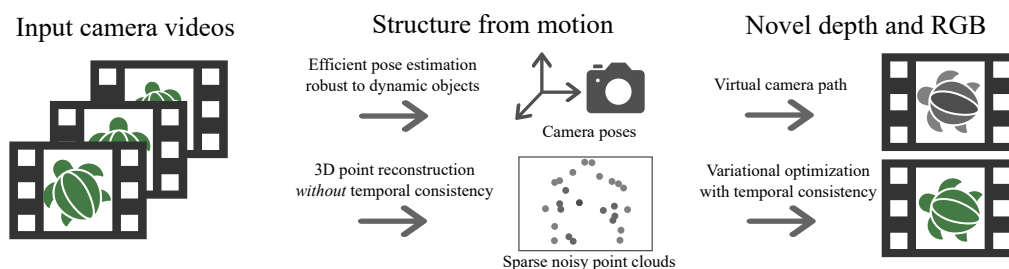 Input camera videos
Structure from motion
Novel depth and RGB
Efficient pose estimation
robust to dynamic objects
Camera poses
Virtual camera path
3D point reconstruction
without temporal consistency
Sparse noisy point clouds
Variational optimization
with temporal consistency